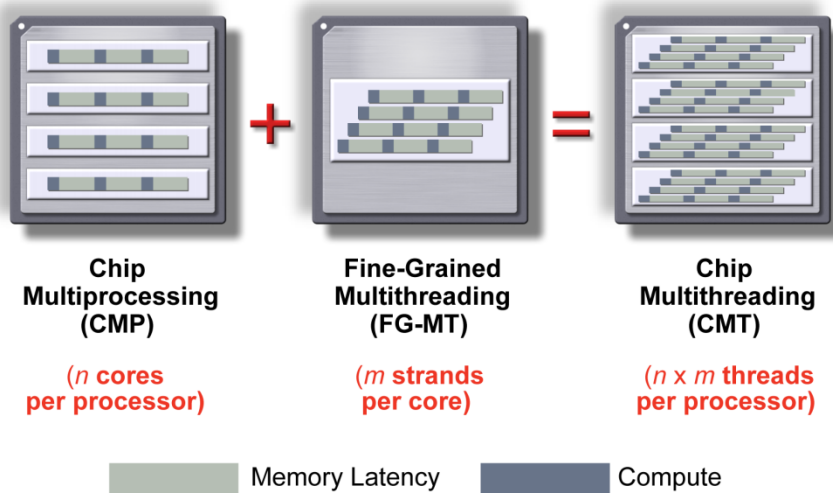 +
=
Chip
Multiprocessing
(CMP)
(n cores
per processor)
Fine-Grained
Multithreading
(FG-MT)
(m strands
per core)
Chip
Multithreading
(CMT)
(n x m threads
per processor)
Memory Latency
Compute